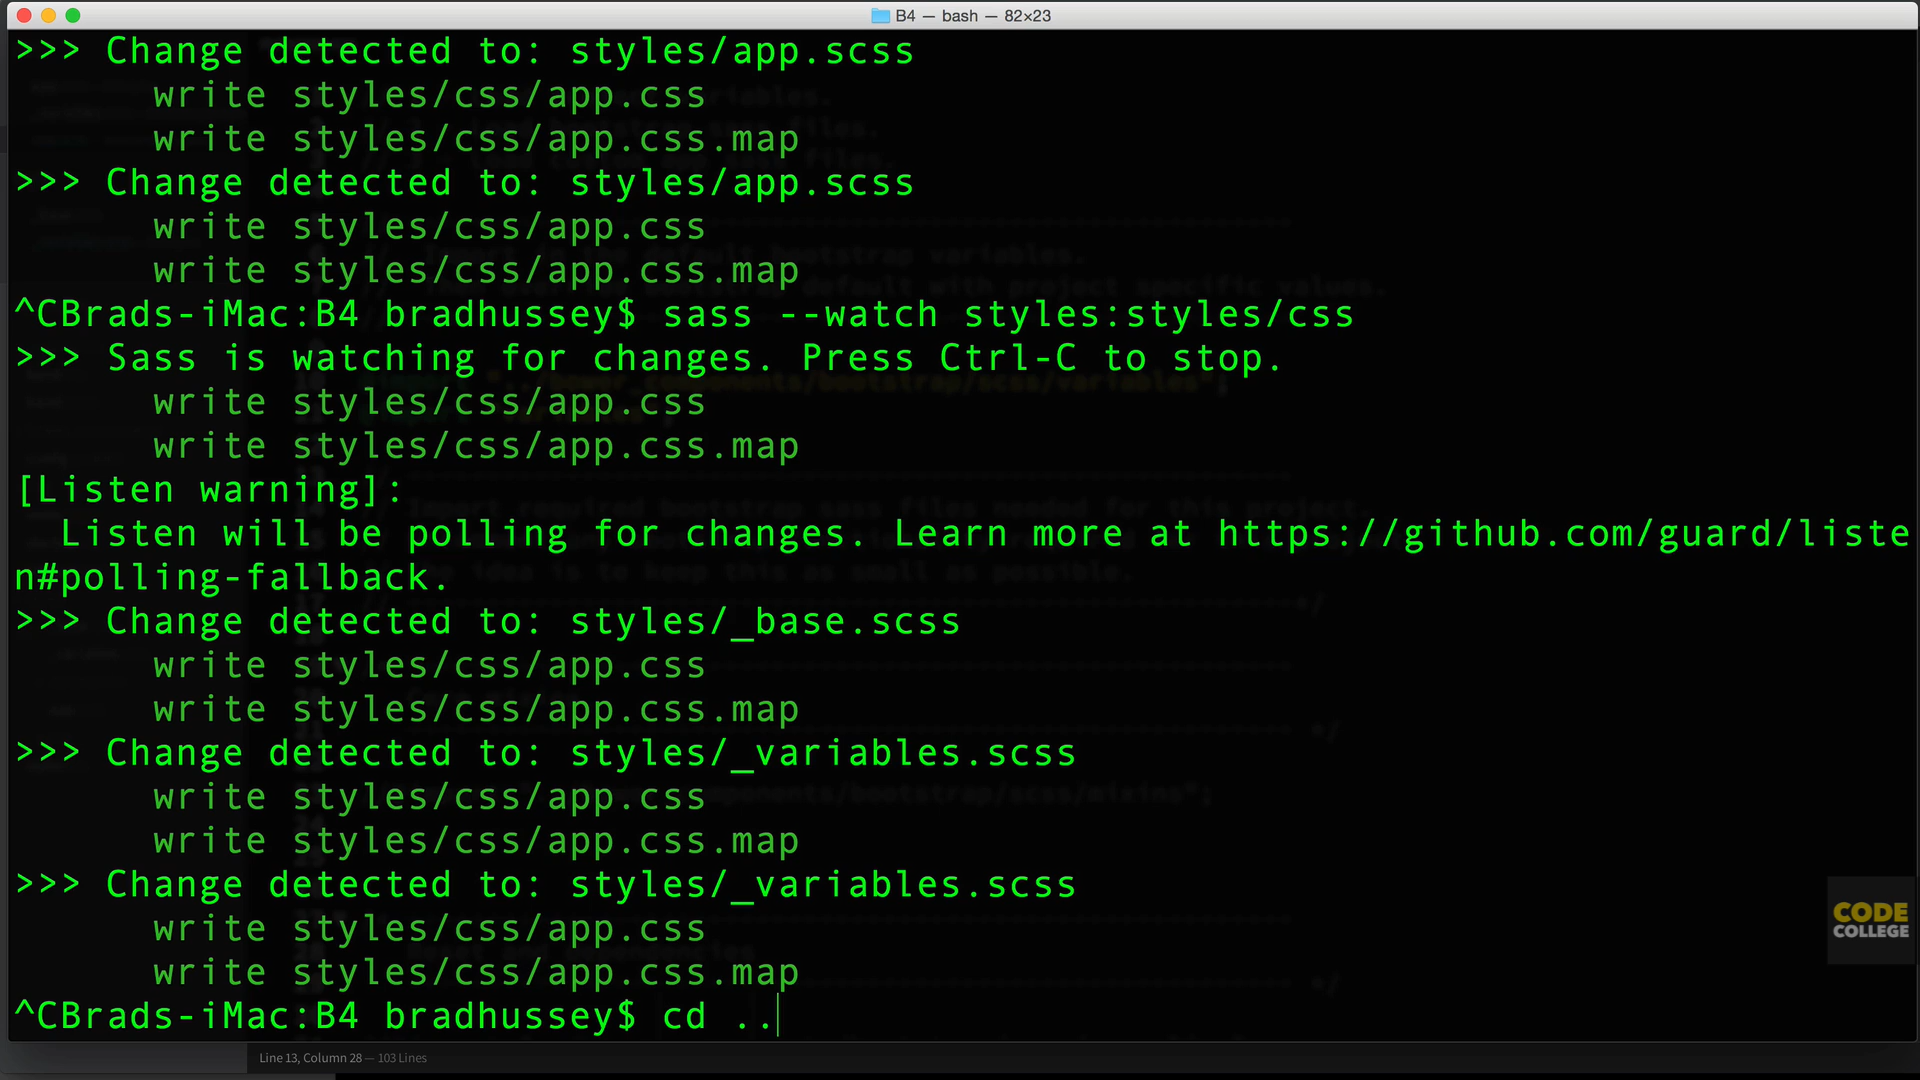 B4 — bash — 82×23
>>> Change detected to: styles/app.scss
write styles/css/app.css
write styles/css/app.css.map
>>> Change detected to: styles/app.scss
write styles/css/app.css
write styles/css/app.css.map
^CBrads-iMac:B4 bradhussey$ sass --watch styles:styles/css
>>> Sass is watching for changes. Press Ctrl-C to stop.
write styles/css/app.css
write styles/css/app.css.map
[Listen warning]:
Listen will be polling for changes. Learn more at https://github.com/guard/liste
n#polling-fallback.
>>> Change detected to: styles/_base.scss
write styles/css/app.css
write styles/css/app.css.map
>>> Change detected to: styles/_variables.scss
write styles/css/app.css
write styles/css/app.css.map
>>> Change detected to: styles/_variables.scss
write styles/css/app.css
write styles/css/app.css.map
^CBrads-iMac:B4 bradhussey$ cd ..
CODE
COLLEGE
Line 13, Column 28 — 103 Lines